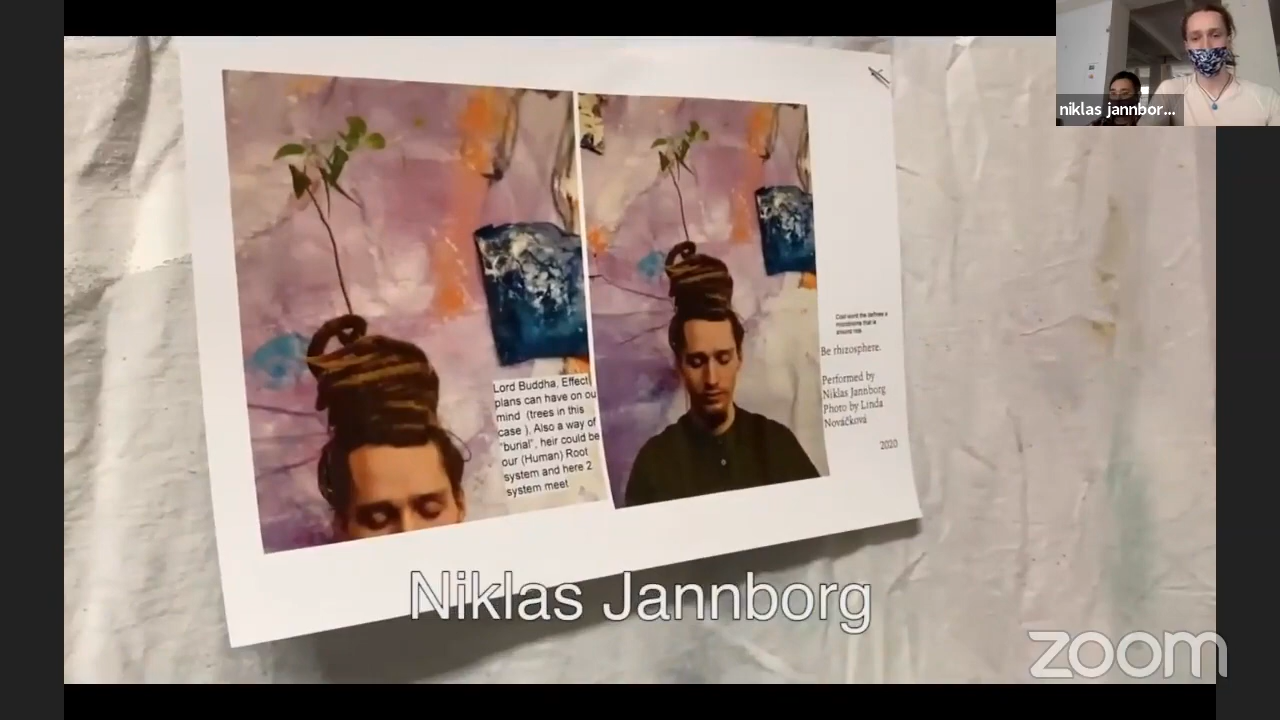 niklas jannbor...
Lord Buddha, Effect
plans can have on ou
mind (trees in this
case ). Also a way of
"burial", heir could be
our (Human) Root
system and here 2
system meet
Be rhizosphere.
Performed by
Niklas Jannborg
Photo by Linda
Nováčková
2020
Niklas Jannborg
zoom